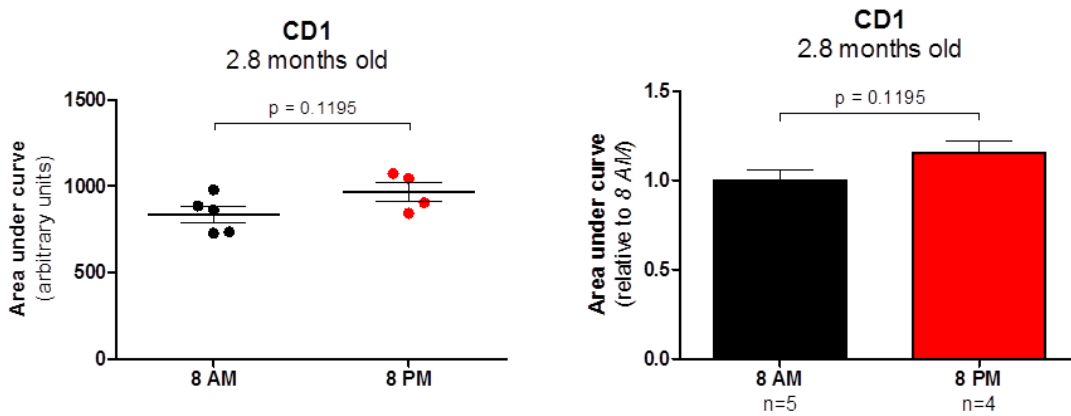 CD1
2.8 months old
p = 0.1195
Area under curve
(arbitrary units)
1500
1000
500
0
8 AM
8 PM
CD1
2.8 months old
p = 0.1195
Area under curve
(relative to 8 AM)
1.5
1.0
0.5
0.0
8 AM
8 PM
n=5
n=4